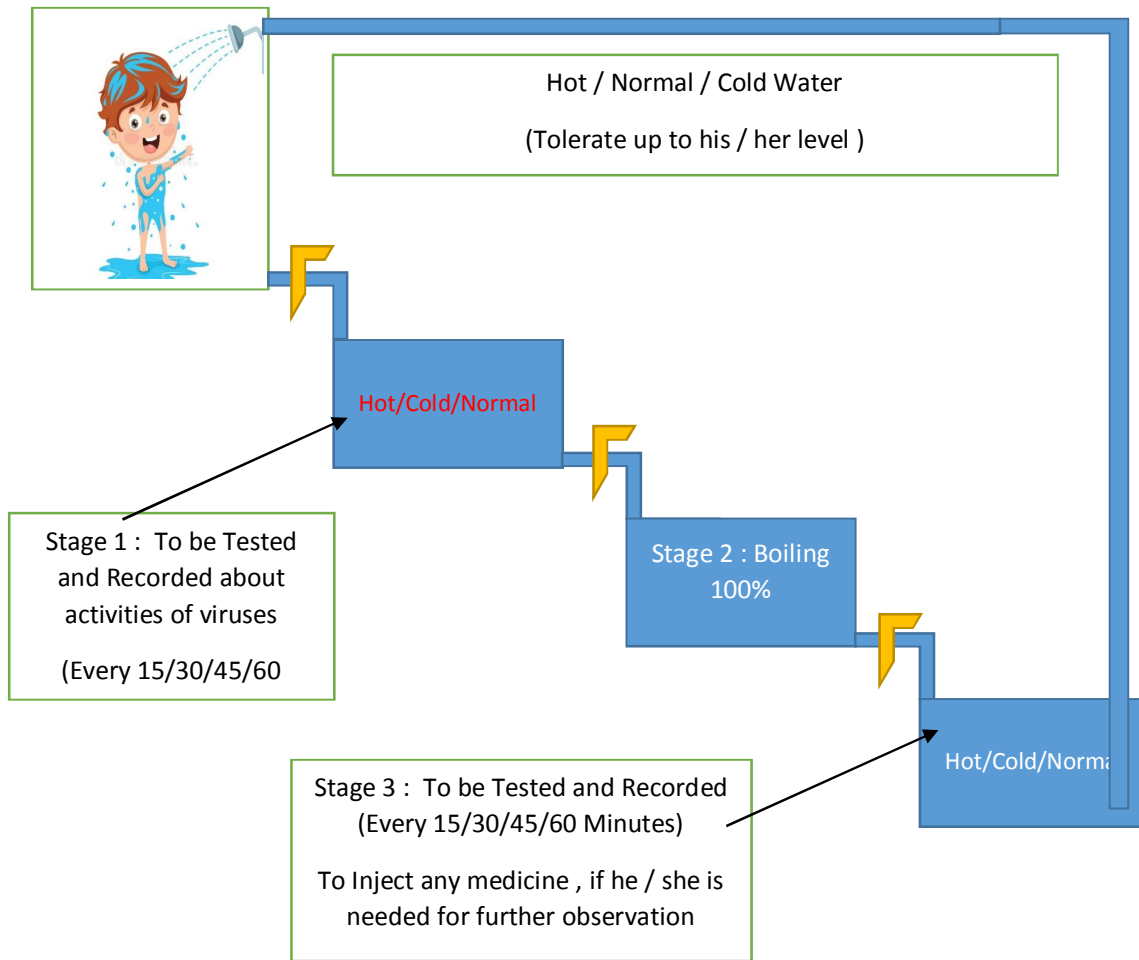 Hot / Normal / Cold Water
(Tolerate up to his / her level )
Hot/Cold/Normal
Stage 1 :  To be Tested
and Recorded about
activities of viruses
(Every 15/30/45/60
Stage 2 : Boiling
100%
Hot/Cold/Norma
Stage 3 :  To be Tested and Recorded
(Every 15/30/45/60 Minutes)
To Inject any medicine , if he / she is
needed for further observation